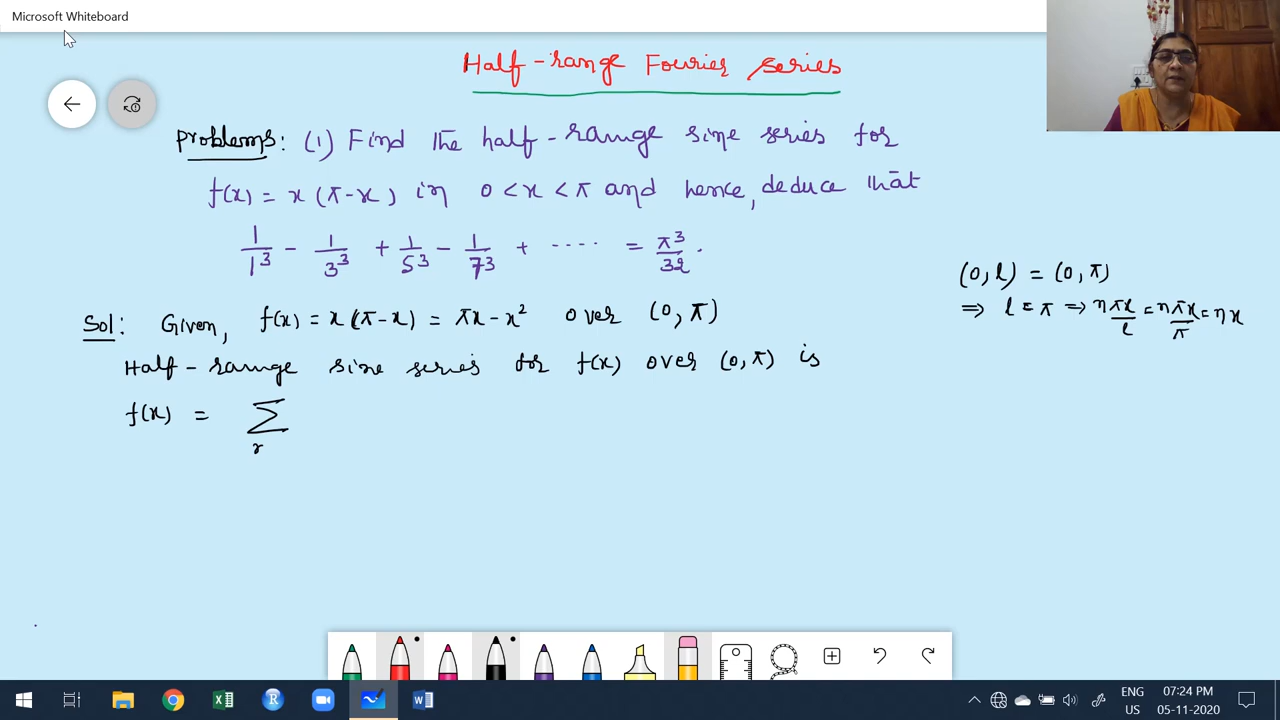 Microsoft Whiteboard
Half-range Fourier series
Problems: (1) Find the half-range sine series for
f(x) = x(π-x) in 0 < x < π and hence, deduce that
1/1³ - 1/3³ + 1/5³ - 1/7³ + ..... = π³/32.
(0, l) = (0, π)
⇒ l = π ⇒ nπx/l = nπx/π = nx
Sol: Given, f(x) = x(π-x) = πx - x² over (0, π)
Half-range sine series for f(x) over (0, π) is
f(x) = Σ
ENG
US
07:24 PM
05-11-2020